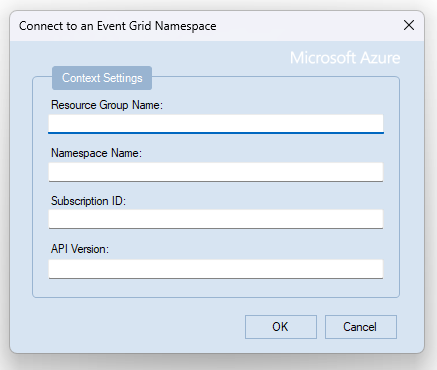 Connect to an Event Grid Namespace
Microsoft Azure
Context Settings
Resource Group Name:
Namespace Name:
Subscription ID:
API Version:
OK
Cancel